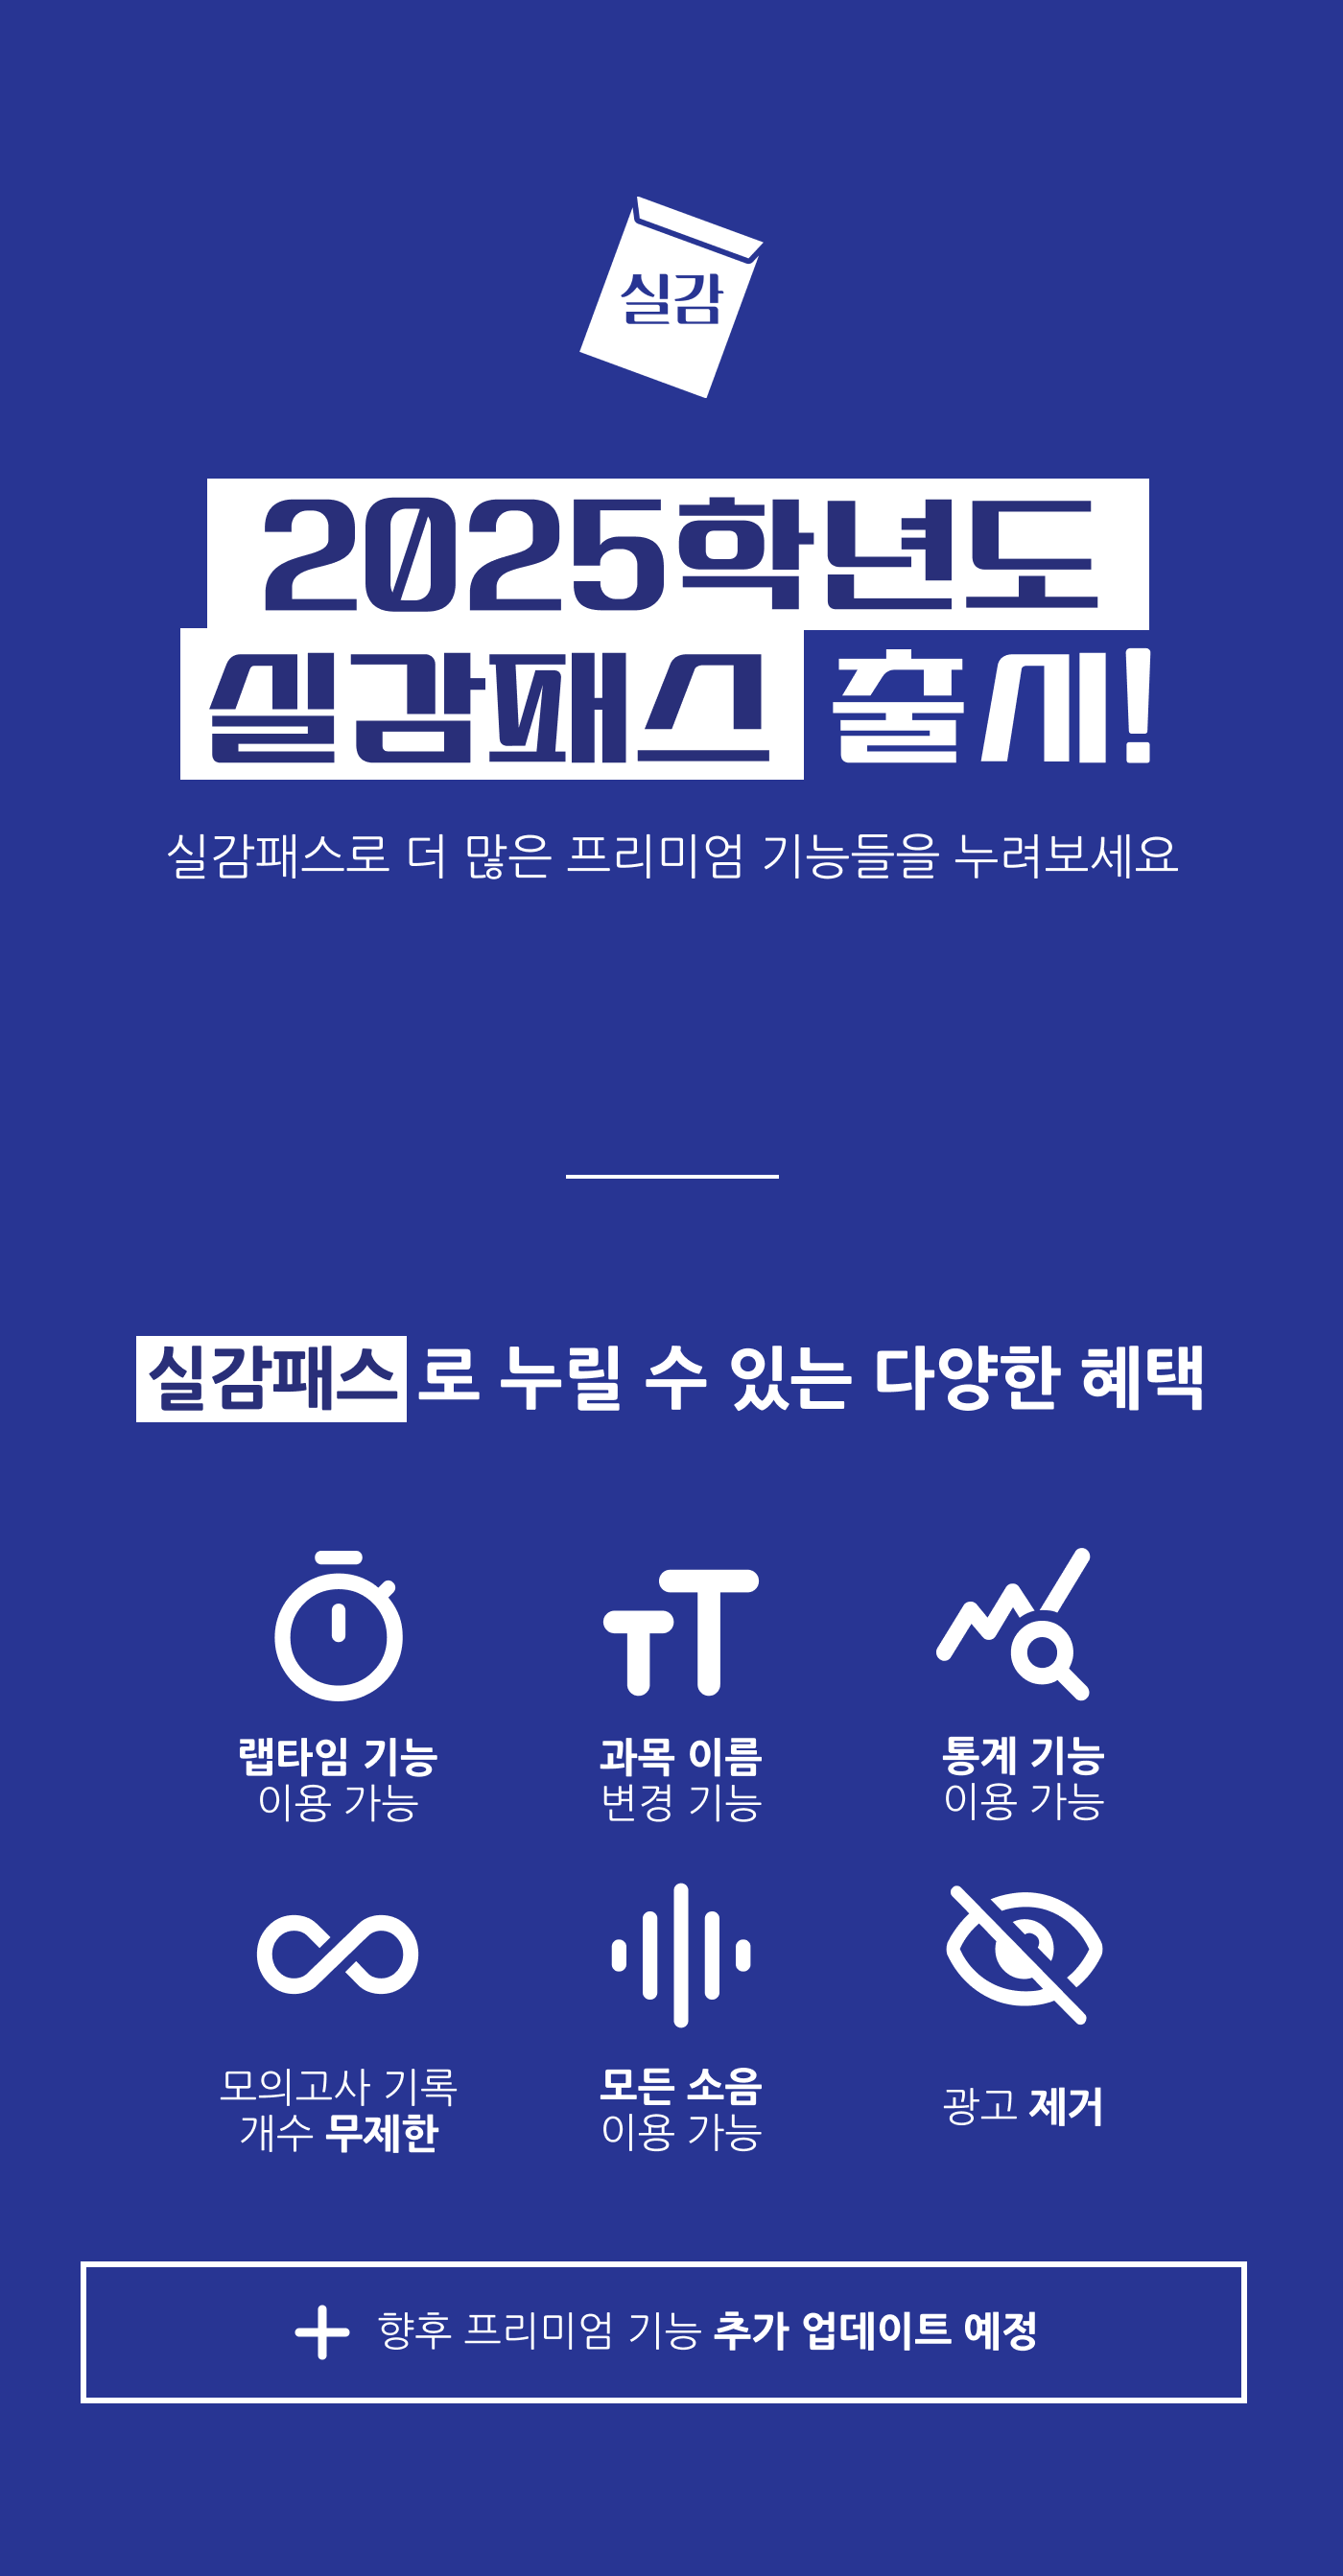 실감
2025학년도
실감패스 출시!
실감패스로 더 많은 프리미엄 기능들을 누려보세요
실감패스로 누릴 수 있는 다양한 혜택
랩타임 기능
이용 가능
과목 이름
변경 기능
통계 기능
이용 가능
모의고사 기록
개수 무제한
모든 소음
이용 가능
광고 제거
향후 프리미엄 기능 추가 업데이트 예정